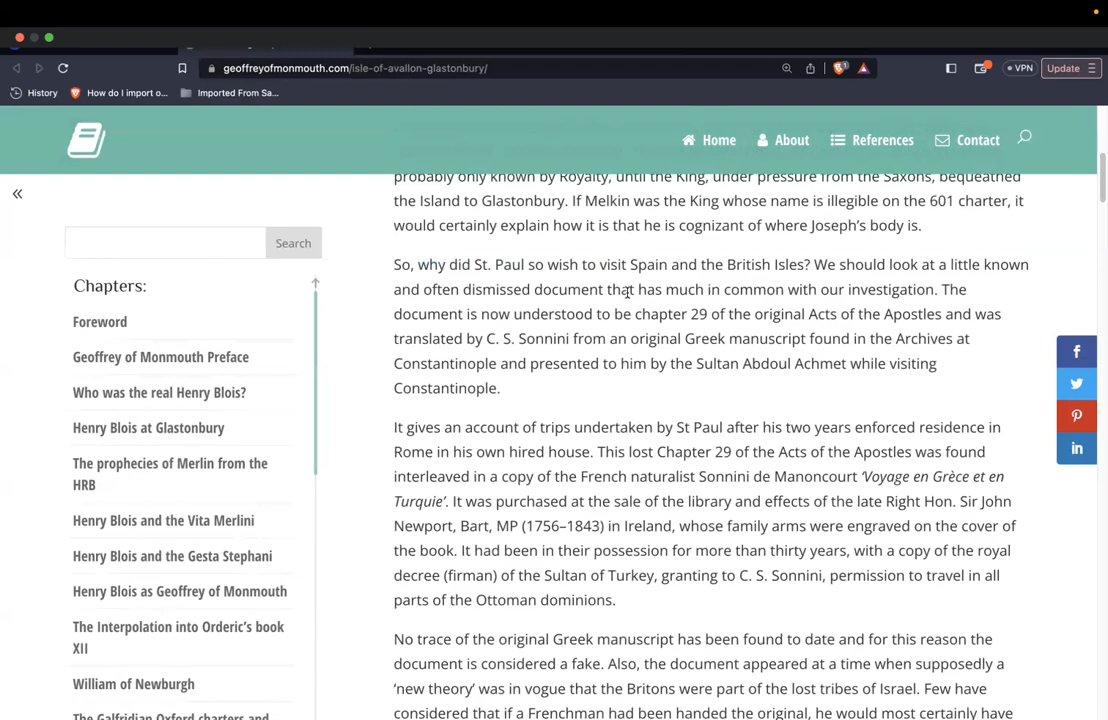 geoffreyofmonmouth.com/isle-of-avallon-glastonbury/
1
VPN
Update
History
How do I import o...
Imported From Sa...
Home
About
References
Contact
probably only known by Royalty, until the King, under pressure from the Saxons, bequeathed
the Island to Glastonbury. If Melkin was the King whose name is illegible on the 601 charter, it
would certainly explain how it is that he is cognizant of where Joseph's body is.
Search
Chapters:
Foreword
Geoffrey of Monmouth Preface
Who was the real Henry Blois?
Henry Blois at Glastonbury
The prophecies of Merlin from the
HRB
Henry Blois and the Vita Merlini
Henry Blois and the Gesta Stephani
Henry Blois as Geoffrey of Monmouth
The Interpolation into Orderic's book
XII
William of Newburgh
The Galfridian Oxford charters and
So, why did St. Paul so wish to visit Spain and the British Isles? We should look at a little known
and often dismissed document that has much in common with our investigation. The
document is now understood to be chapter 29 of the original Acts of the Apostles and was
translated by C. S. Sonnini from an original Greek manuscript found in the Archives at
Constantinople and presented to him by the Sultan Abdoul Achmet while visiting
Constantinople.
It gives an account of trips undertaken by St Paul after his two years enforced residence in
Rome in his own hired house. This lost Chapter 29 of the Acts of the Apostles was found
interleaved in a copy of the French naturalist Sonnini de Manoncourt 'Voyage en Grèce et en
Turquie'. It was purchased at the sale of the library and effects of the late Right Hon. Sir John
Newport, Bart, MP (1756–1843) in Ireland, whose family arms were engraved on the cover of
the book. It had been in their possession for more than thirty years, with a copy of the royal
decree (firman) of the Sultan of Turkey, granting to C. S. Sonnini, permission to travel in all
parts of the Ottoman dominions.
No trace of the original Greek manuscript has been found to date and for this reason the
document is considered a fake. Also, the document appeared at a time when supposedly a
'new theory' was in vogue that the Britons were part of the lost tribes of Israel. Few have
considered that if a Frenchman had been handed the original, he would most certainly have